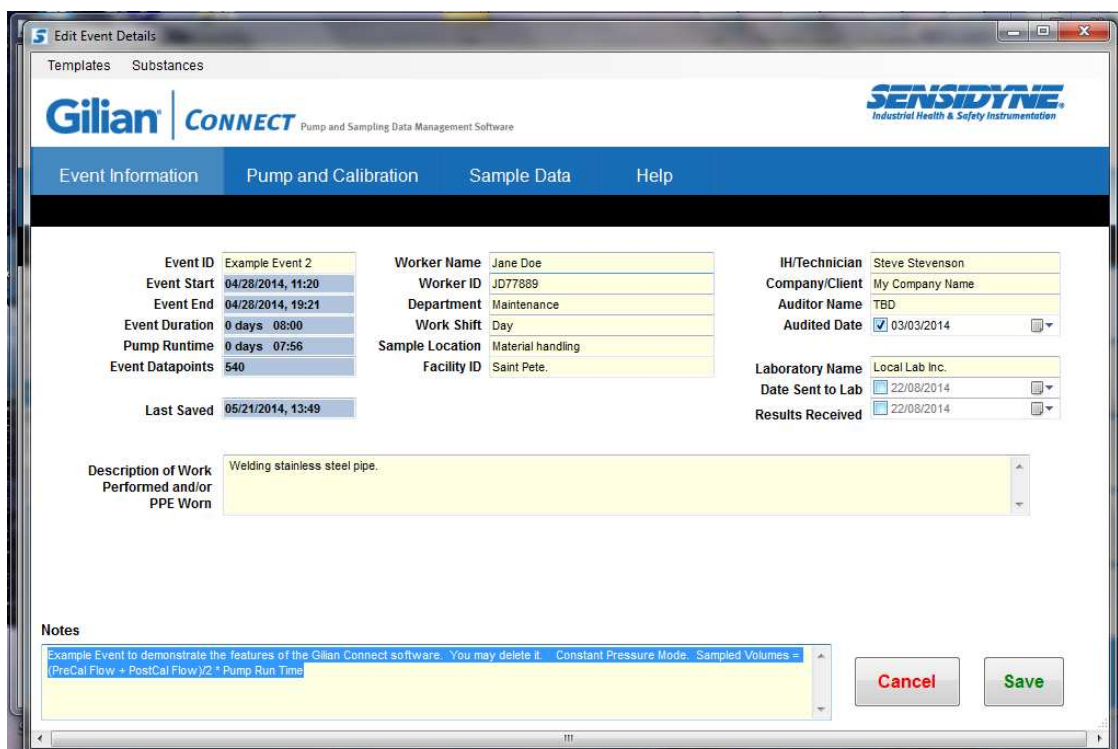 Edit Event Details
Templates Substances
Gilian CONNECT Pump and Sampling Data Management Software
SENSIDYNE
Industrial Health & Safety Instrumentation
Event Information Pump and Calibration Sample Data Help
Event ID Example Event 2 Worker Name Jane Doe IH/Technician Steve Stevenson
Event Start 04/28/2014, 11:20 Worker ID JD77889 Company/Client My Company Name
Event End 04/28/2014, 19:21 Department Maintenance Auditor Name TBD
Event Duration 0 days 08:00 Work Shift Day Audited Date 03/03/2014
Pump Runtime 0 days 07:56 Sample Location Material handling
Event Datapoints 540 Facility ID Saint Pete. Laboratory Name Local Lab Inc.
Date Sent to Lab 22/08/2014
Last Saved 05/21/2014, 13:49 Results Received 22/08/2014
Description of Work Welding stainless steel pipe.
Performed and/or
PPE Worn
Notes
Example Event to demonstrate the features of the Gilian Connect software. You may delete it. Constant Pressure Mode. Sampled Volumes =
(PreCal Flow + PostCal Flow)/2 * Pump Run Time
Cancel Save